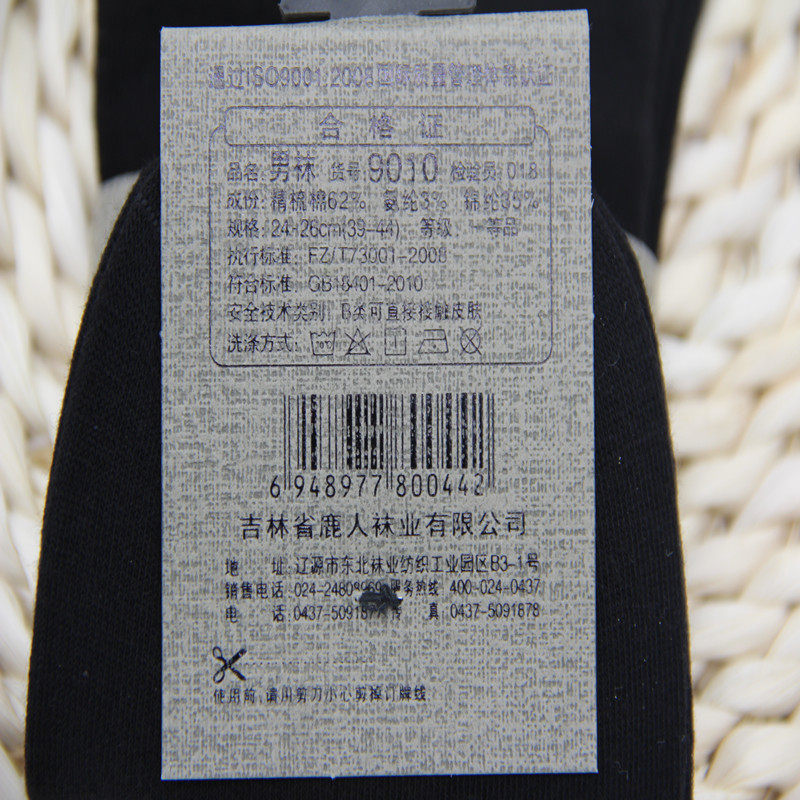 通过ISO9001:2008国际质量管理体系认证
合格证
品名:男袜 货号:9010 检验员:018
成份:精梳棉62% 氨纶3% 锦纶35%
规格:24-26cm(39-44) 等级:一等品
执行标准:FZ/T73001-2008
符合标准:GB18401-2010
安全技术类别:B类可直接接触皮肤
洗涤方式:
6 948977 800442
吉林省鹿人袜业有限公司
地 址:辽源市东北袜业纺织工业园区B3-1号
销售电话:024-2480 服务热线:400-024-0437
电 话:0437-5091877 传 真:0437-5091878
使用前,请用剪刀小心剪掉订牌线